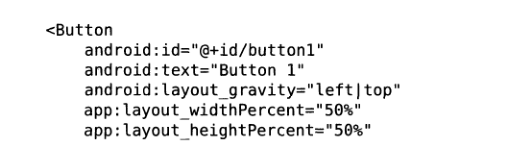 <Button
android:id="@+id/button1"
android:text="Button 1"
android:layout_gravity="left|top"
app:layout_widthPercent="50%"
app:layout_heightPercent="50%"